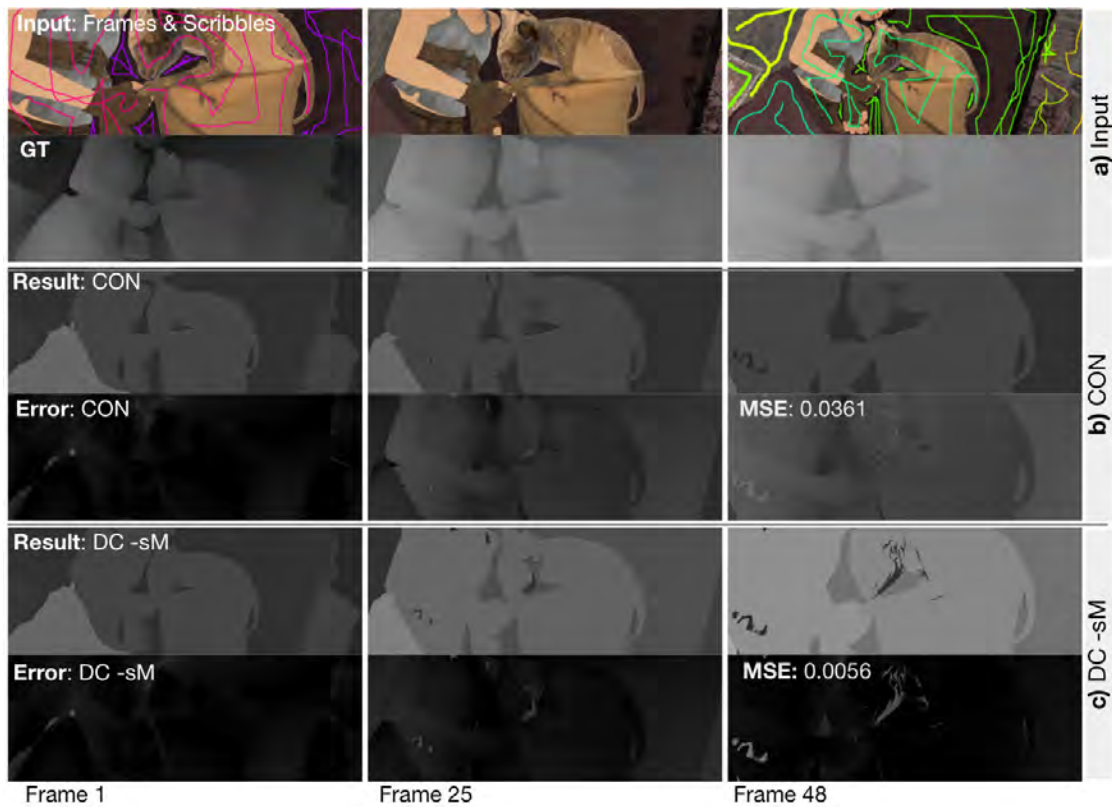 Input: Frames & Scribbles
GT
a) Input
Result: CON
Error: CON
MSE: 0.0361
b) CON
Result: DC -sM
Error: DC -sM
MSE: 0.0056
c) DC -sM
Frame 1
Frame 25
Frame 48